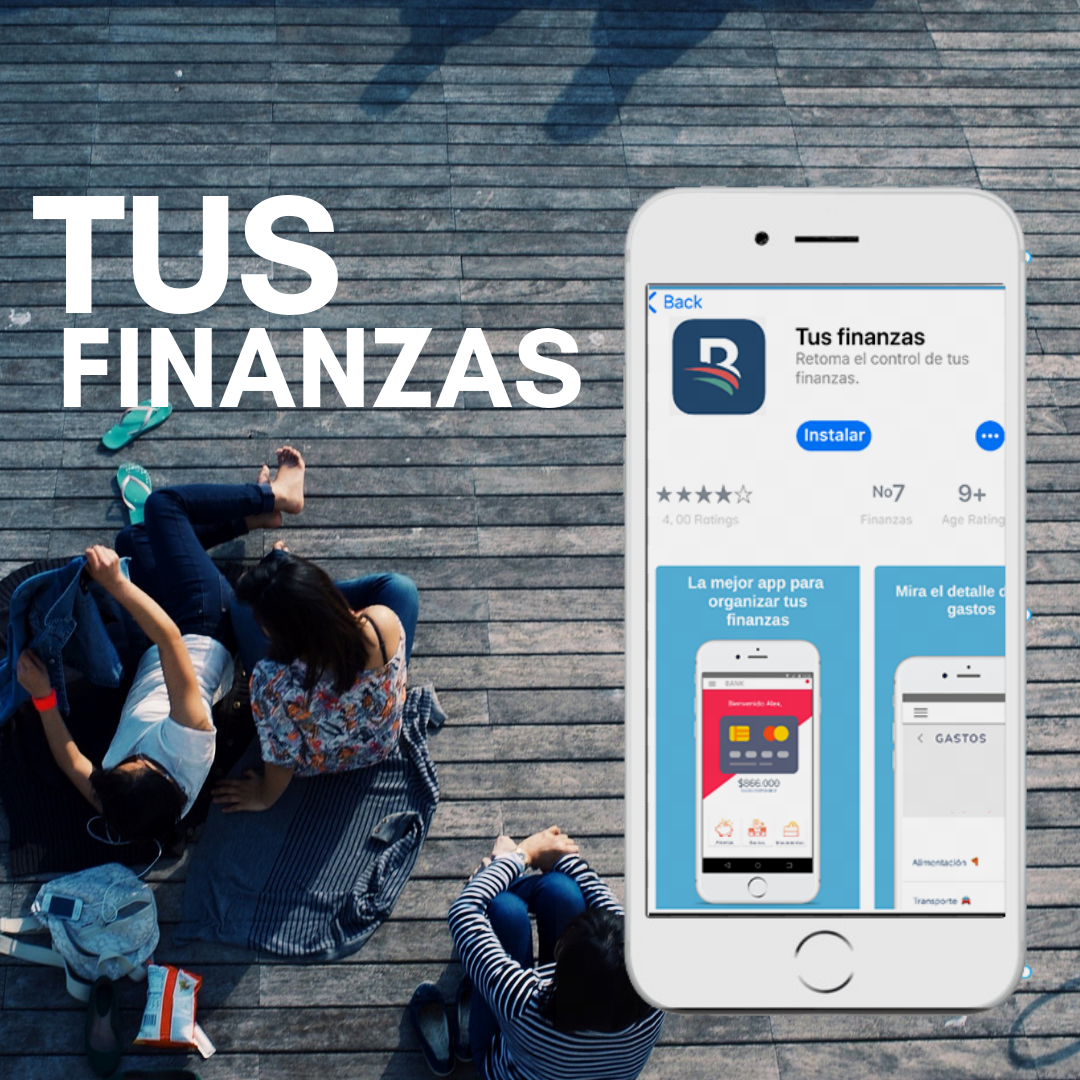 TUS
FINANZAS
Back
Tus finanzas
Retoma el control de tus
finanzas.
Instalar
4, 00 Ratings
No7
Finanzas
9+
Age Rating
La mejor app para
organizar tus
finanzas
BANK
Bienvenido Alex,
$866.000
Mira el detalle d
gastos
GASTOS
Alimentación
Transporte